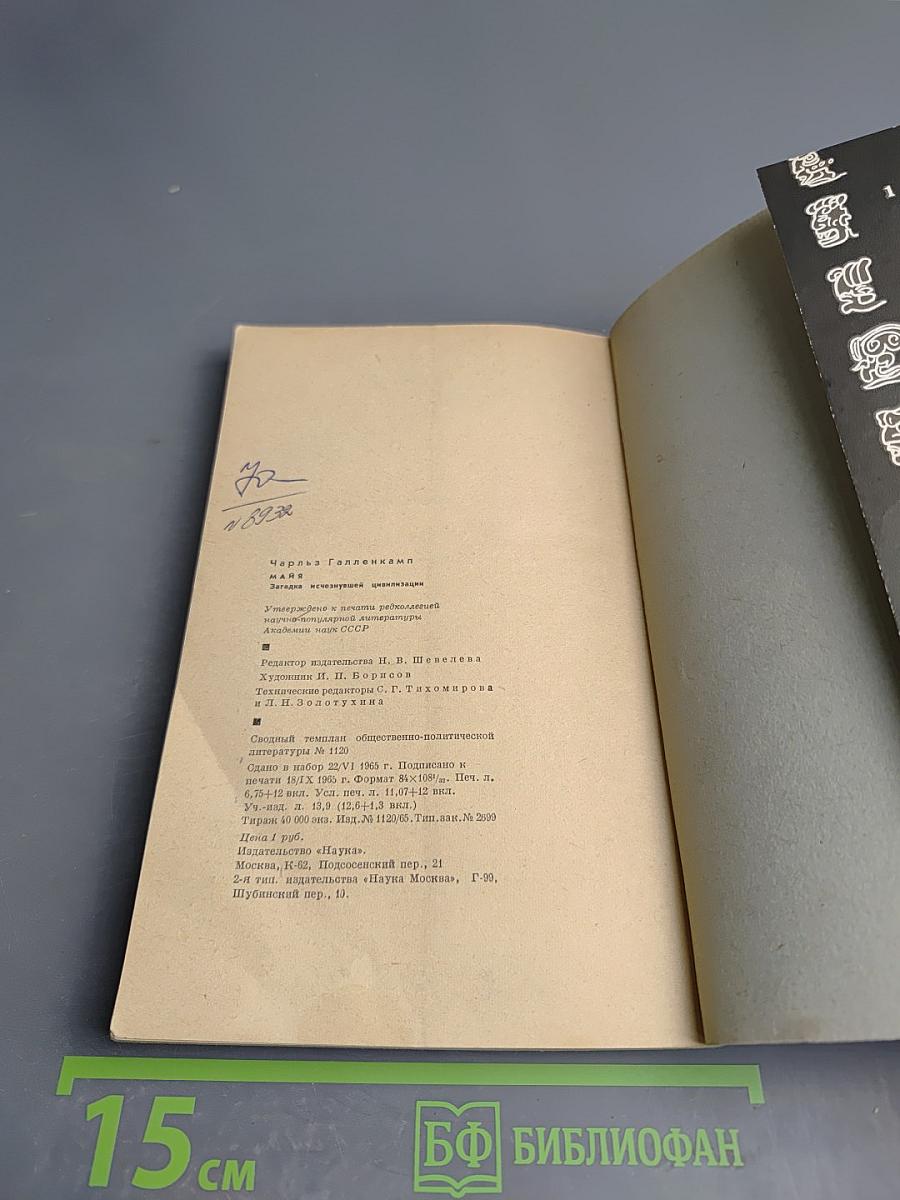 1
№ 8932
Чарльз Галленкамп
МАЙЯ
Загадка исчезнувшей цивилизации
Утверждено к печати редколлегией
научно-популярной литературы
Академии наук СССР
Редактор издательства Н. В. Шевелева
Художник И. П. Борисов
Технические редакторы С. Г. Тихомирова
и Л. Н. Золотухина
Сводный темплан общественно-политической
литературы № 1120
Сдано в набор 22/VI 1965 г. Подписано к
печати 18/IX 1965 г. Формат 84×108¹/₃₂. Печ. л.
6,75+12 вкл. Усл. печ. л. 11,07+12 вкл.
Уч.-изд. л. 13,9 (12,6+1,3 вкл.)
Тираж 40 000 экз. Изд.№ 1120/65. Тип.зак.№ 2699
Цена 1 руб.
Издательство «Наука».
Москва, К-62, Подсосенский пер., 21
2-я тип. издательства «Наука Москва», Г-99,
Шубинский пер., 10.
15 см
БФ БИБЛИОФАН